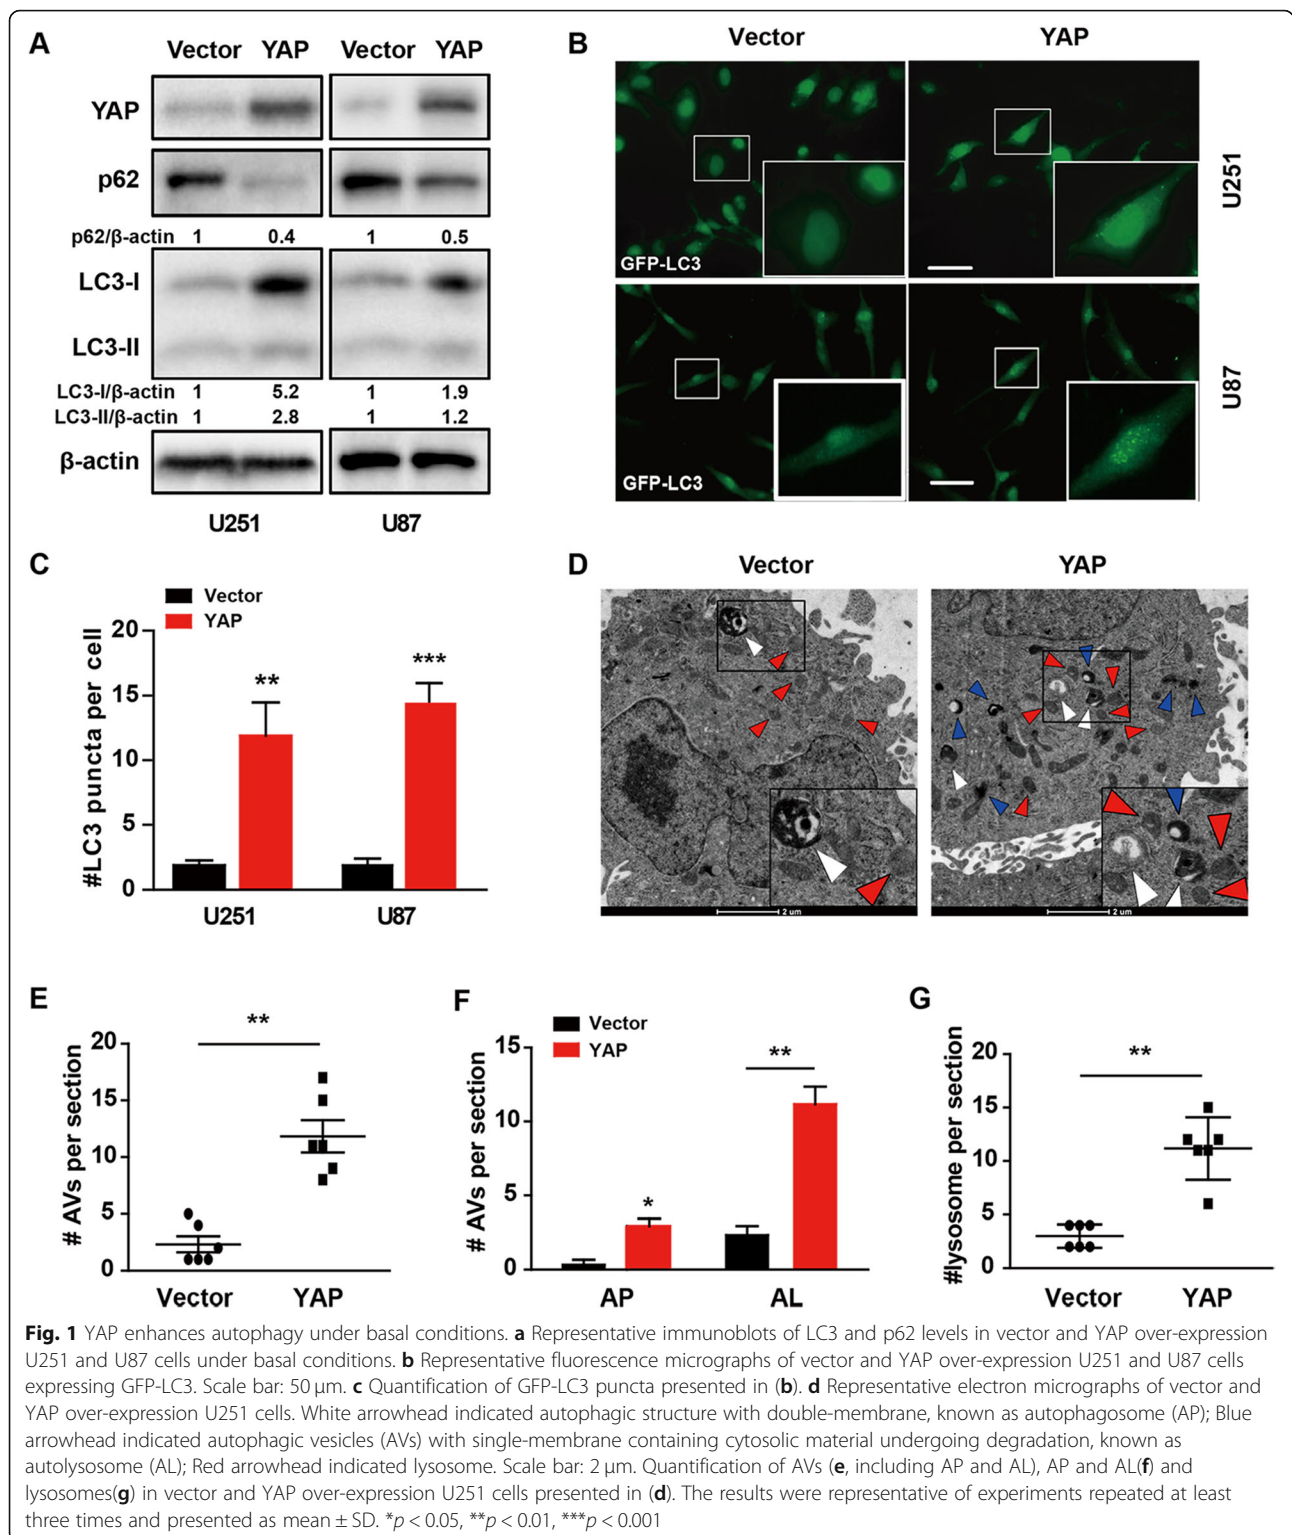 A
Vector YAP Vector YAP
YAP
p62
p62/β-actin 1 0.4 1 0.5
LC3-I
LC3-II
LC3-I/β-actin 1 5.2 1 1.9
LC3-II/β-actin 1 2.8 1 1.2
β-actin
U251 U87
B
Vector YAP
GFP-LC3
U251
GFP-LC3
U87
C
Vector
YAP
#LC3 puncta per cell
20
15
10
5
0
** ***
U251 U87
D
Vector YAP
2 um 2 um
E
# AVs per section
20
15
10
5
0
**
Vector YAP
F
Vector
YAP
# AVs per section
15
10
5
0
* **
AP AL
G
#lysosome per section
20
15
10
5
0
**
Vector YAP
Fig. 1 YAP enhances autophagy under basal conditions. a Representative immunoblots of LC3 and p62 levels in vector and YAP over-expression
U251 and U87 cells under basal conditions. b Representative fluorescence micrographs of vector and YAP over-expression U251 and U87 cells
expressing GFP-LC3. Scale bar: 50 μm. c Quantification of GFP-LC3 puncta presented in (b). d Representative electron micrographs of vector and
YAP over-expression U251 cells. White arrowhead indicated autophagic structure with double-membrane, known as autophagosome (AP); Blue
arrowhead indicated autophagic vesicles (AVs) with single-membrane containing cytosolic material undergoing degradation, known as
autolysosome (AL); Red arrowhead indicated lysosome. Scale bar: 2 μm. Quantification of AVs (e, including AP and AL), AP and AL(f) and
lysosomes(g) in vector and YAP over-expression U251 cells presented in (d). The results were representative of experiments repeated at least
three times and presented as mean ± SD. *p < 0.05, **p < 0.01, ***p < 0.001